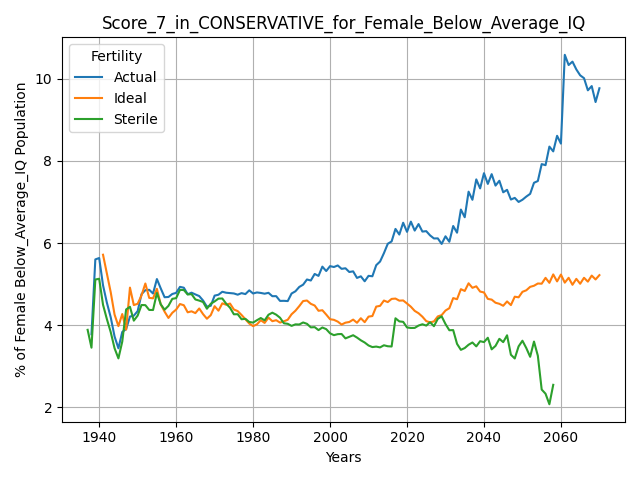 Score_7_in_CONSERVATIVE_for_Female_Below_Average_IQ
Fertility
Actual
Ideal
Sterile
% of Female Below_Average_IQ Population
10
8
6
4
2
1940 1960 1980 2000 2020 2040 2060
Years